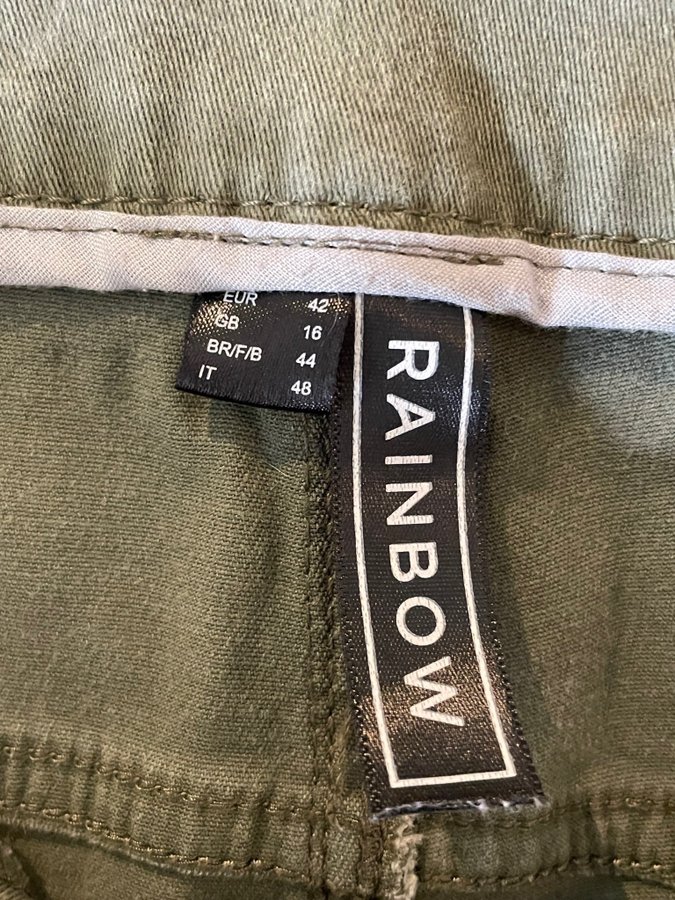 EUR 42
GB 16
BR/F/B 44
IT 48
RAINBOW